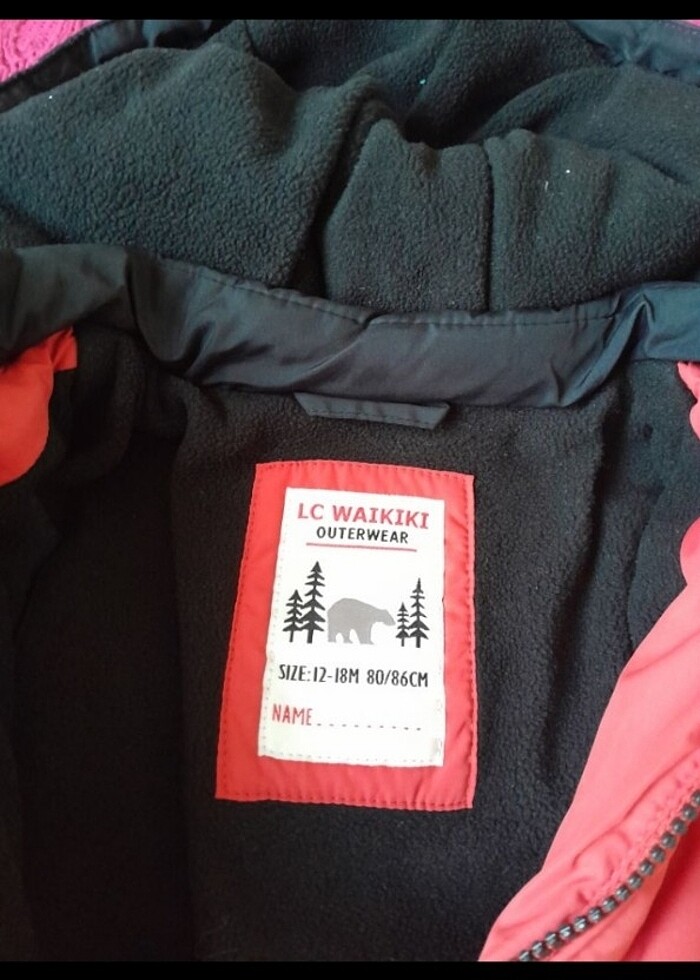 LC WAIKIKI
OUTERWEAR
SIZE:12-18M 80/86CM
NAME